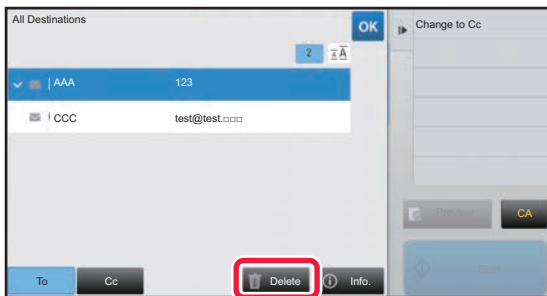 All Destinations
OK
Change to Cc
2
AAA 123
CCC test@test.□□□
Preview
CA
Start
To
Cc
Delete
Info.